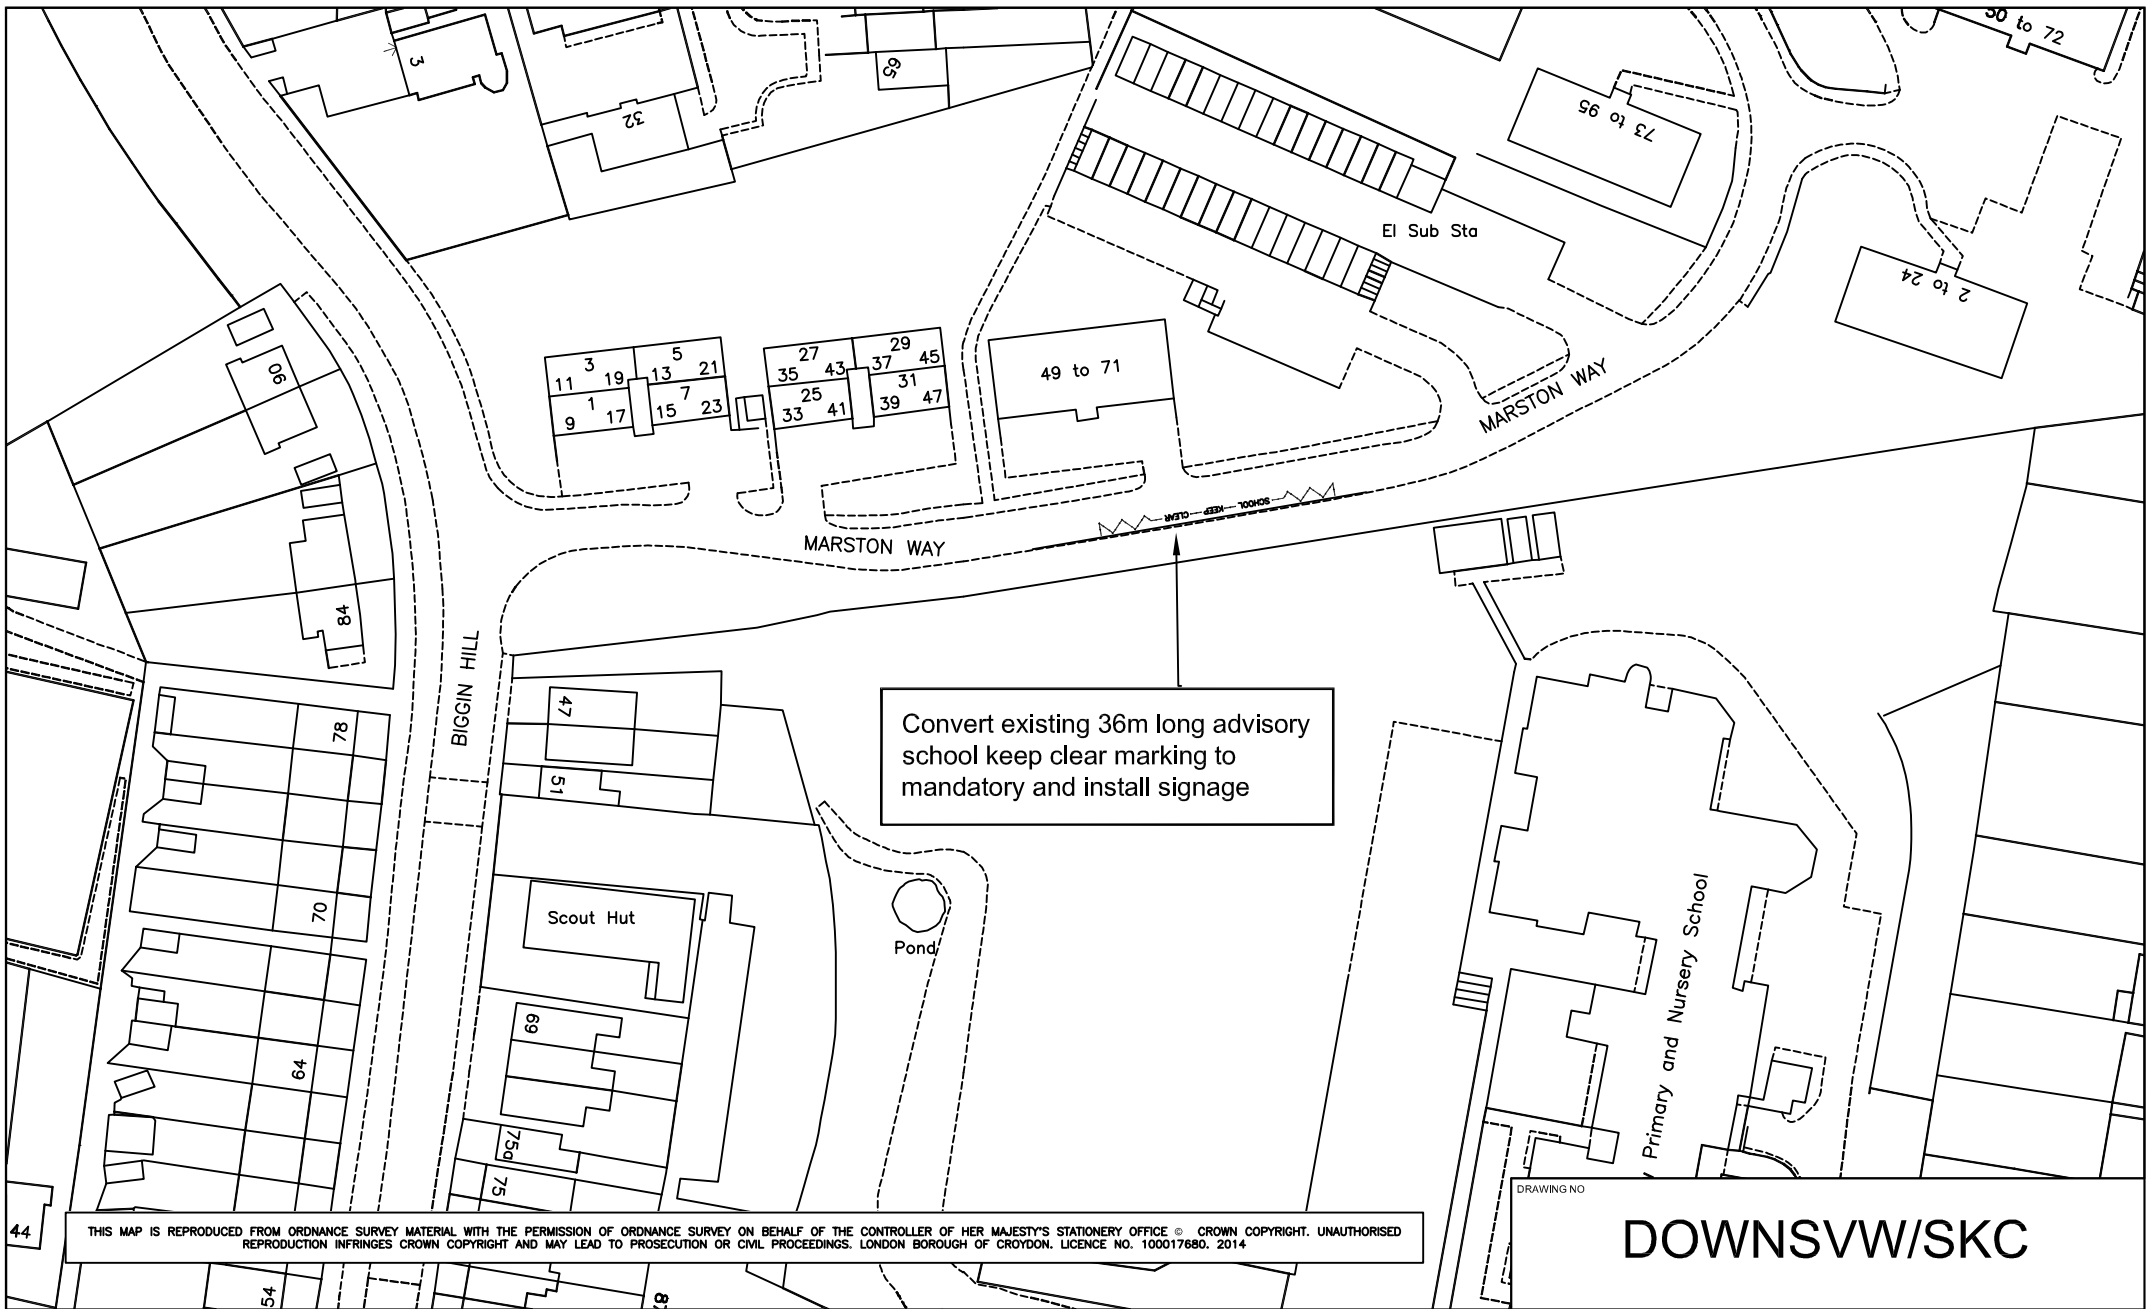 3
32
65
50 to 72
73 to 95
El Sub Sta
2 to 24
90
3
11
19
5
13
21
1
9
17
7
15
23
27
35
43
29
37
45
25
33
41
31
39
47
49 to 71
MARSTON WAY
SCHOOL KEEP CLEAR
MARSTON WAY
84
BIGGIN HILL
47
51
78
Convert existing 36m long advisory
school keep clear marking to
mandatory and install signage
70
Scout Hut
Pond
69
64
Primary and Nursery School
75a
75
44
54
THIS MAP IS REPRODUCED FROM ORDNANCE SURVEY MATERIAL WITH THE PERMISSION OF ORDNANCE SURVEY ON BEHALF OF THE CONTROLLER OF HER MAJESTY'S STATIONERY OFFICE © CROWN COPYRIGHT. UNAUTHORISED
REPRODUCTION INFRINGES CROWN COPYRIGHT AND MAY LEAD TO PROSECUTION OR CIVIL PROCEEDINGS. LONDON BOROUGH OF CROYDON. LICENCE NO. 100017680. 2014
DRAWING NO
DOWNSVW/SKC